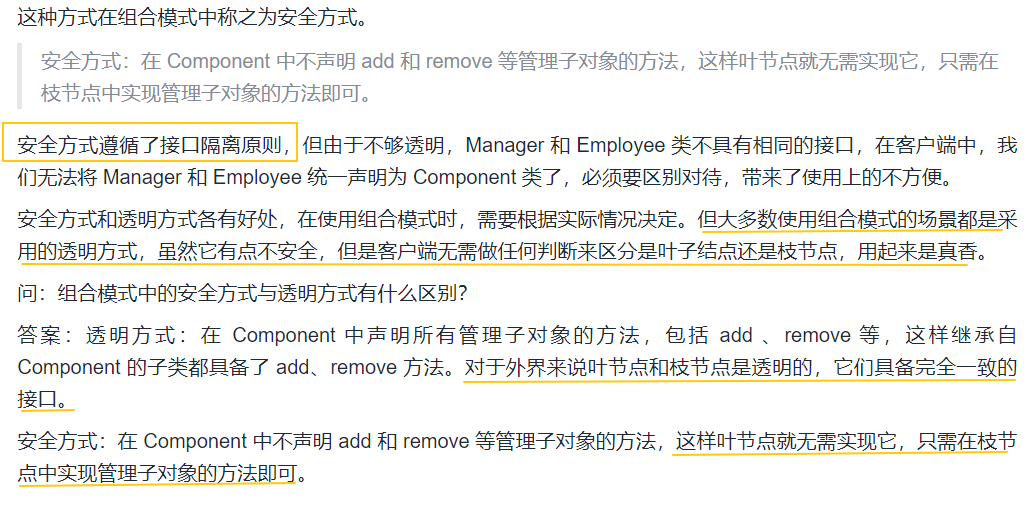 这种方式在组合模式中称之为安全方式。
安全方式：在 Component 中不声明 add 和 remove 等管理子对象的方法，这样叶节点就无需实现它，只需在
枝节点中实现管理子对象的方法即可。
安全方式遵循了接口隔离原则，但由于不够透明，Manager 和 Employee 类不具有相同的接口，在客户端中，我
们无法将 Manager 和 Employee 统一声明为 Component 类了，必须要区别对待，带来了使用上的不方便。
安全方式和透明方式各有好处，在使用组合模式时，需要根据实际情况决定。但大多数使用组合模式的场景都是采
用的透明方式，虽然它有点不安全，但是客户端无需做任何判断来区分是叶子结点还是枝节点，用起来是真香。
问：组合模式中的安全方式与透明方式有什么区别？
答案：透明方式：在 Component 中声明所有管理子对象的方法，包括 add 、remove 等，这样继承自
Component 的子类都具备了 add、remove 方法。对于外界来说叶节点和枝节点是透明的，它们具备完全一致的
接口。
安全方式：在 Component 中不声明 add 和 remove 等管理子对象的方法，这样叶节点就无需实现它，只需在枝节
点中实现管理子对象的方法即可。